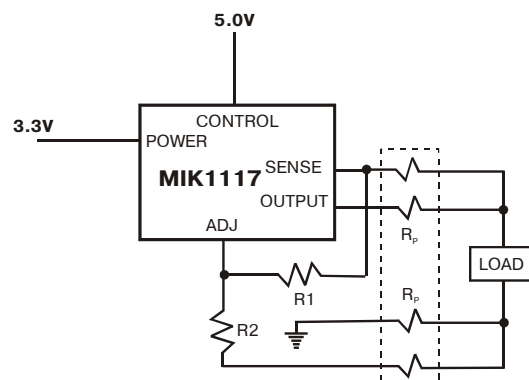 5.0V
3.3V
CONTROL
POWER
SENSE
MIK1117
OUTPUT
ADJ
R1
R2
RP
RP
LOAD